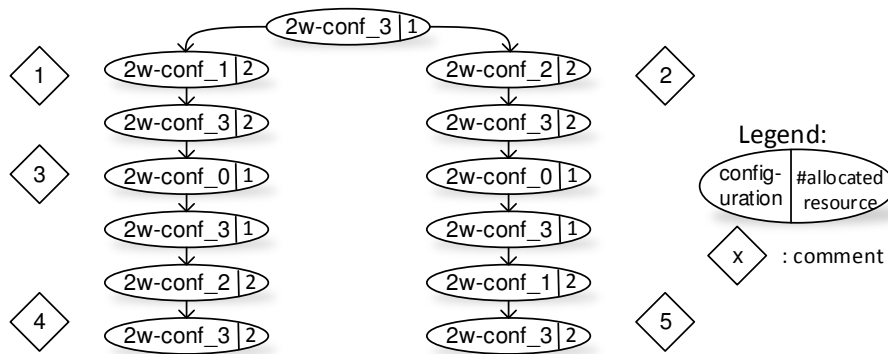 2w-conf_3 1
1 2w-conf_1 2 2w-conf_2 2 2
2w-conf_3 2 2w-conf_3 2
Legend:
3 2w-conf_0 1 2w-conf_0 1
config-
uration
#allocated
resource
2w-conf_3 1 2w-conf_3 1
x : comment
2w-conf_2 2 2w-conf_1 2
4 2w-conf_3 2 2w-conf_3 2 5